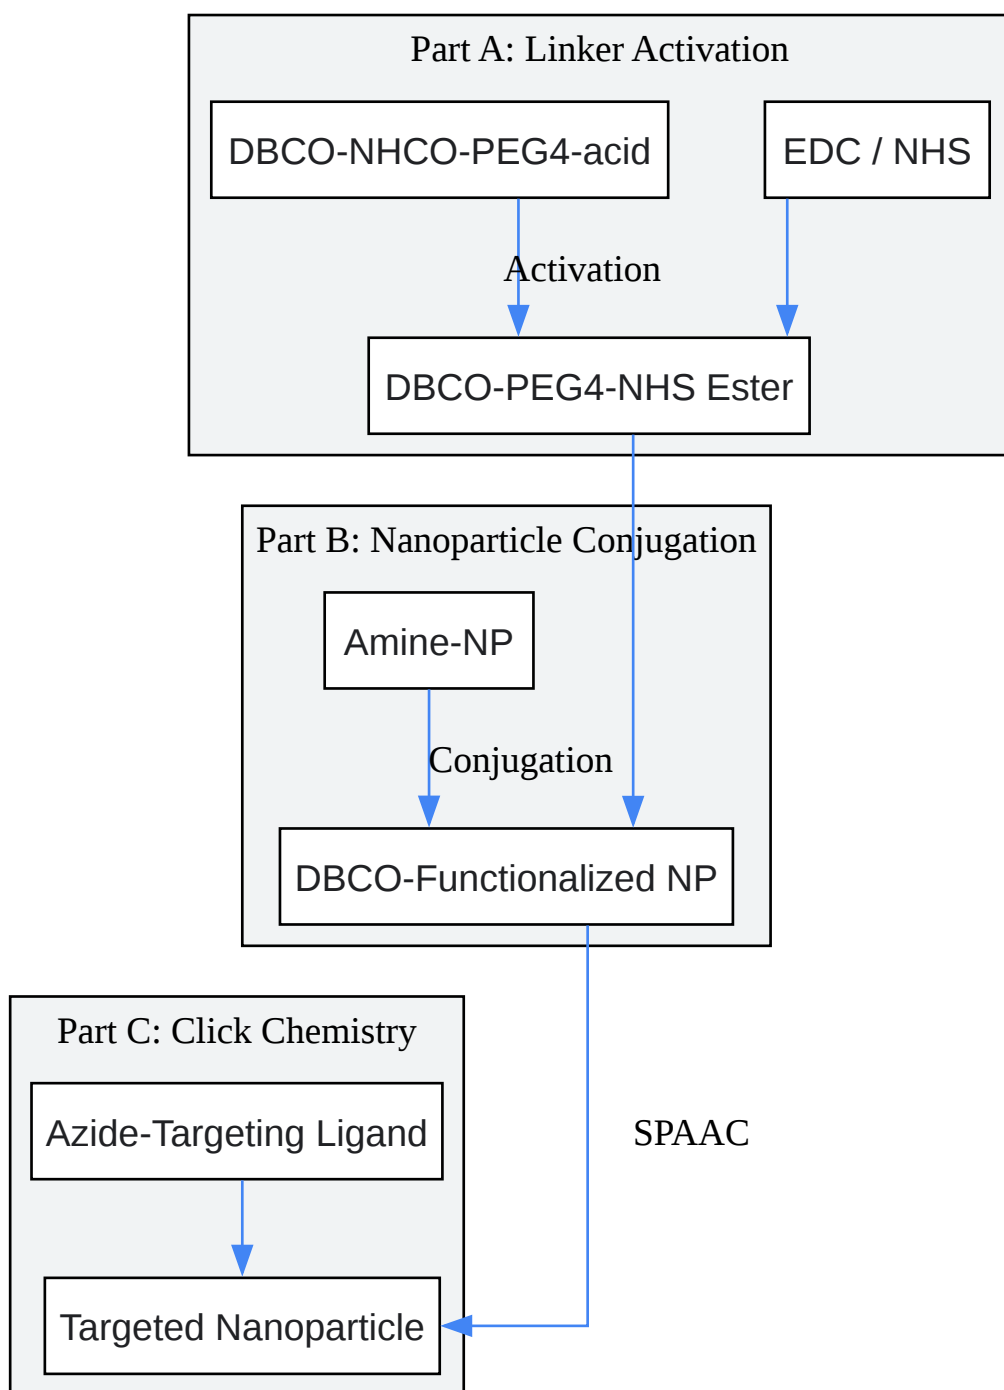 Part A: Linker Activation
DBCO-NHCO-PEG4-acid
EDC / NHS
Activation
DBCO-PEG4-NHS Ester
Part B: Nanoparticle Conjugation
Amine-NP
Conjugation
DBCO-Functionalized NP
Part C: Click Chemistry
Azide-Targeting Ligand
SPAAC
Targeted Nanoparticle